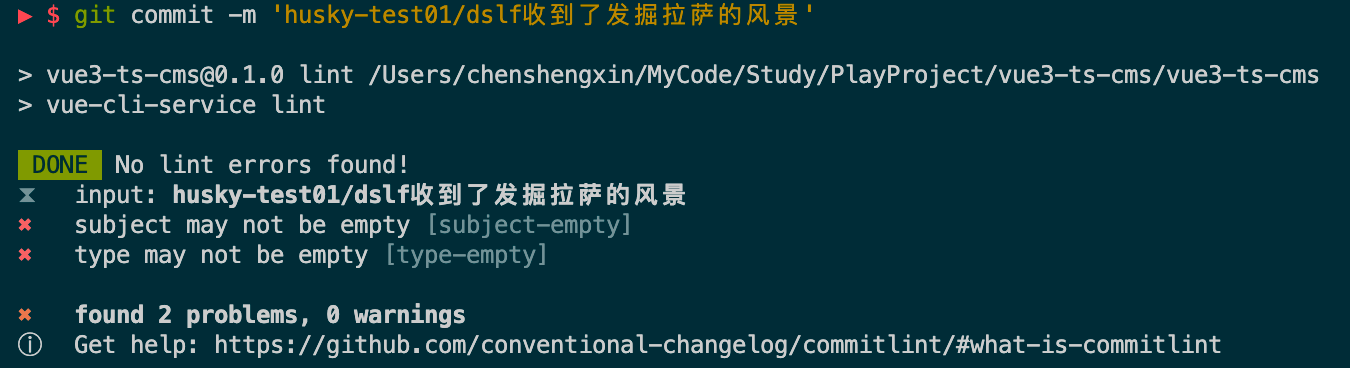 ▶ $ git commit -m 'husky-test01/dslf收到了发掘拉萨的风景'
> vue3-ts-cms@0.1.0 lint /Users/chenshengxin/MyCode/Study/PlayProject/vue3-ts-cms/vue3-ts-cms
> vue-cli-service lint
DONE No lint errors found!
⧗ input: husky-test01/dslf收到了发掘拉萨的风景
✖ subject may not be empty [subject-empty]
✖ type may not be empty [type-empty]
✖ found 2 problems, 0 warnings
ⓘ Get help: https://github.com/conventional-changelog/commitlint/#what-is-commitlint